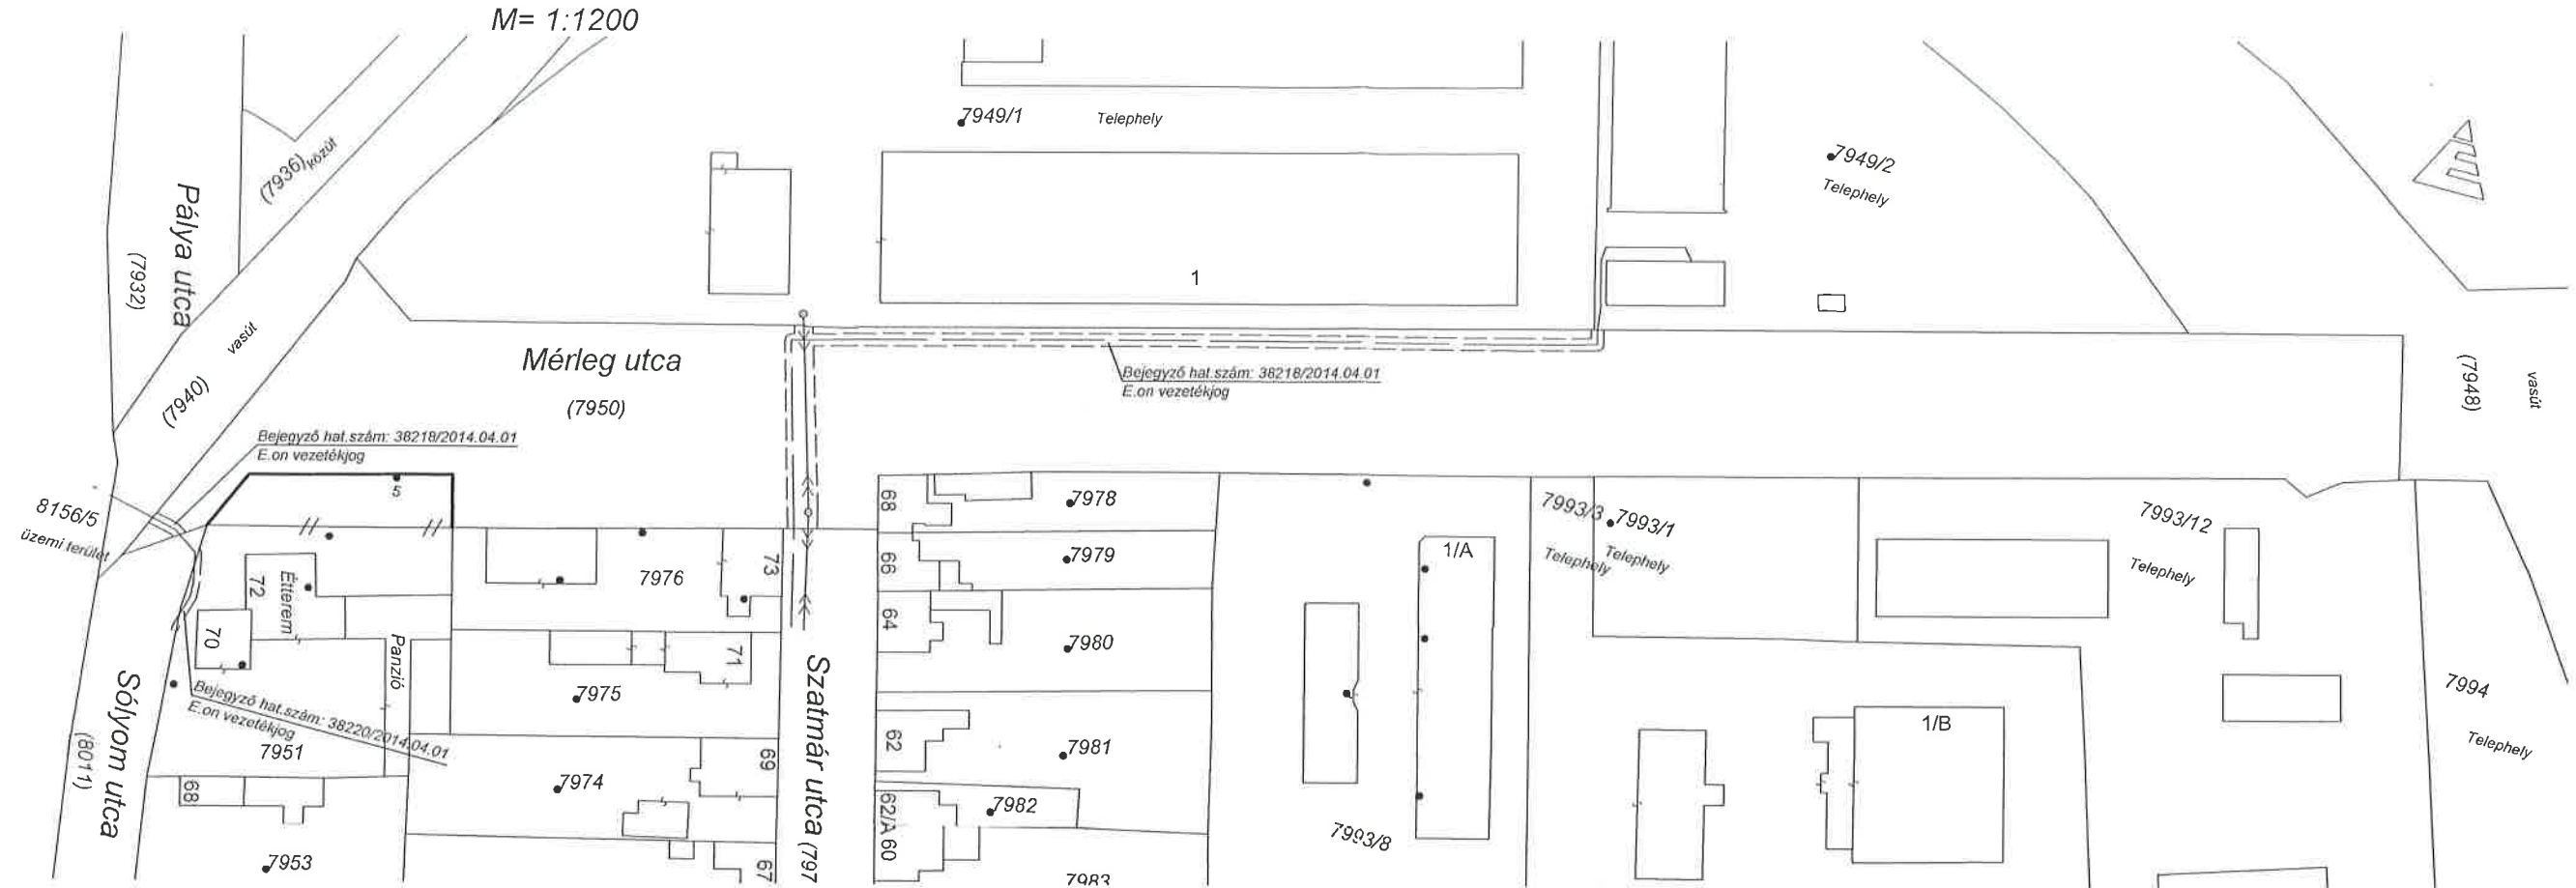 M= 1:1200
7949/1
Telephely
(7936) közút
7949/2
Telephely
Pálya utca
(7932)
1
vasút
Mérleg utca
(7950)
(7940)
Bejegyző hat.szám: 38218/2014.04.01
E.on vezetékjog
(7948)
vasút
Bejegyző hat.szám: 38218/2014.04.01
E.on vezetékjog
5
8156/5
üzemi terület
68
7978
7993/3
Telephely
7993/1
Telephely
7993/12
Telephely
1/A
66
7979
73
7976
72
Étterem
70
64
7980
Panzió
71
7975
Sólyom utca
(8011)
Bejegyző hat.szám: 38220/2014.04.01
E.on vezetékjog
7951
Szatmár utca (797
7994
Telephely
1/B
62
7981
69
7974
68
62/A
60
7982
7993/8
7953
67
7983